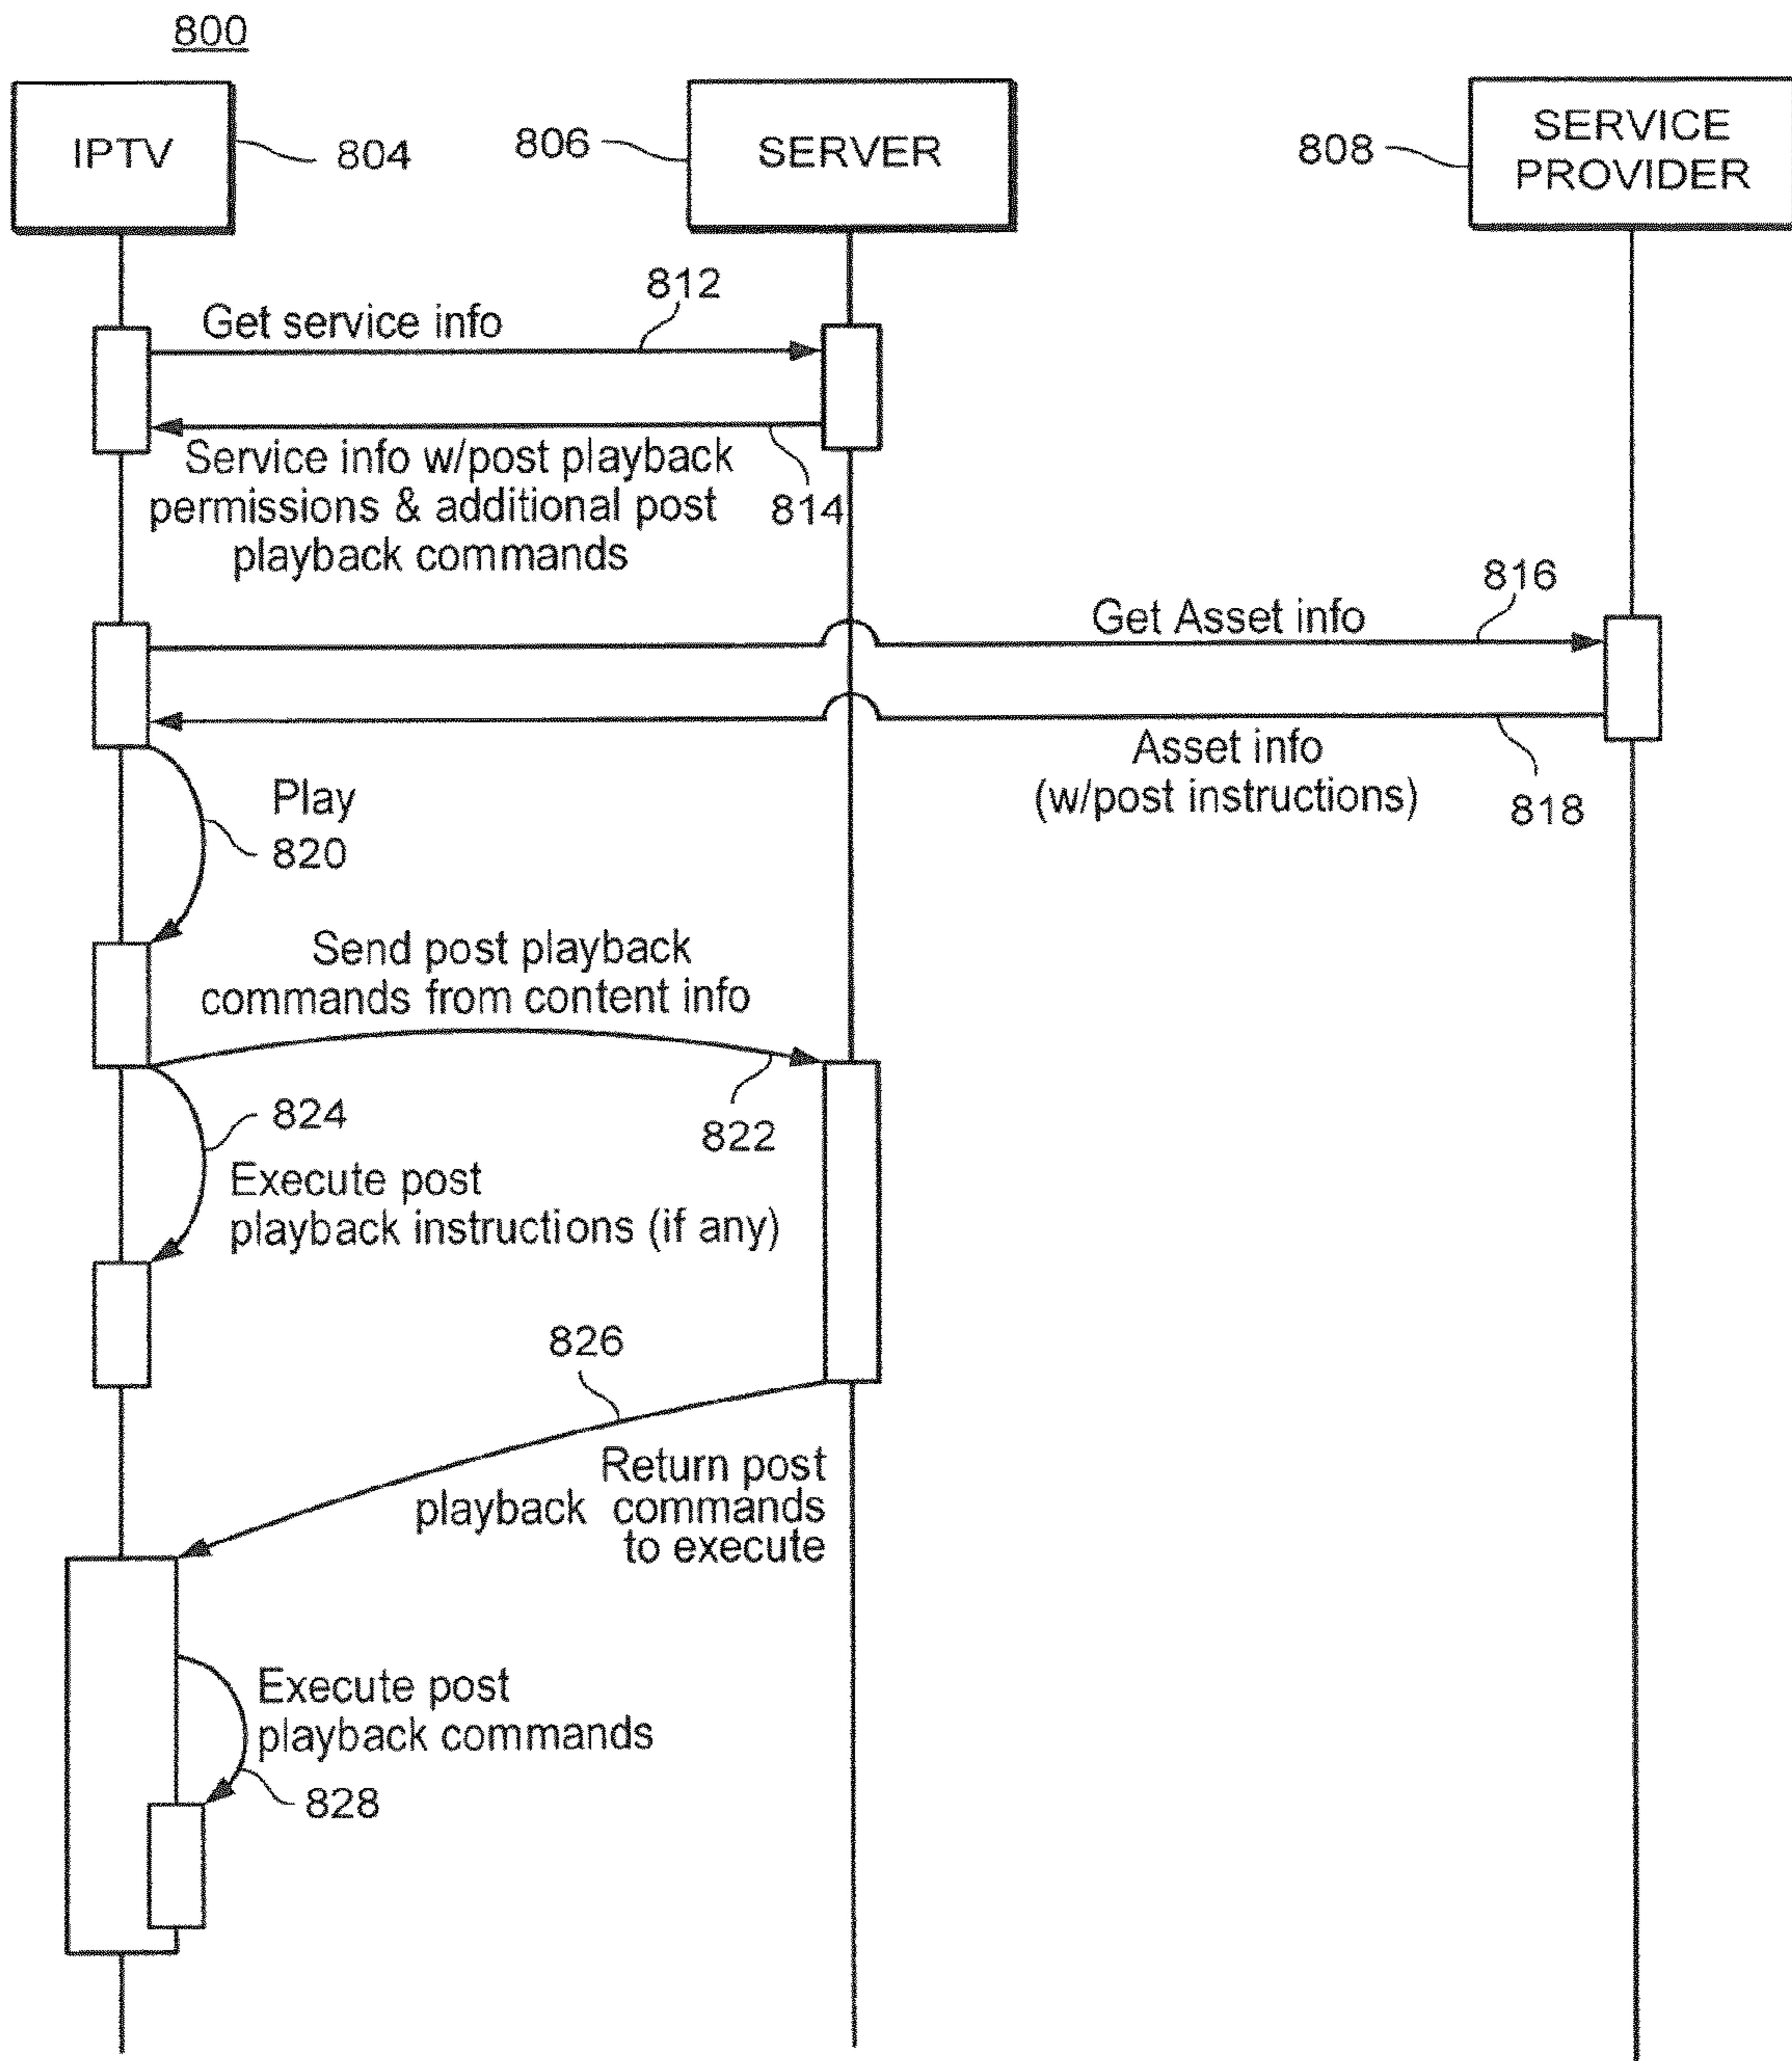 800
IPTV
804
806
SERVER
808
SERVICE
PROVIDER
812
Get service info
Service info w/post playback
permissions & additional post
playback commands
814
816
Get Asset info
Asset info
(w/post instructions)
818
Play
820
Send post playback
commands from content info
822
824
Execute post
playback instructions (if any)
826
Return post
playback commands
to execute
Execute post
playback commands
828